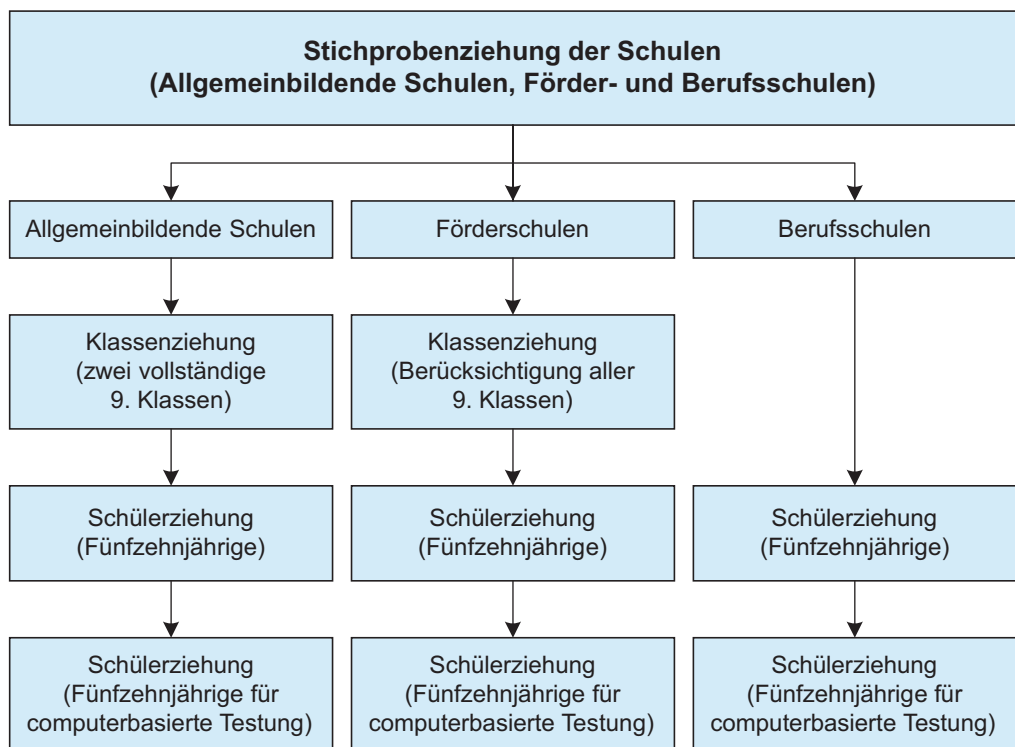 Stichprobenziehung der Schulen
(Allgemeinbildende Schulen, Förder- und Berufsschulen)
Allgemeinbildende Schulen
Förderschulen
Berufsschulen
Klassenziehung
(zwei vollständige
9. Klassen)
Klassenziehung
(Berücksichtigung aller
9. Klassen)
Schülerziehung
(Fünfzehnjährige)
Schülerziehung
(Fünfzehnjährige)
Schülerziehung
(Fünfzehnjährige)
Schülerziehung
(Fünfzehnjährige für
computerbasierte Testung)
Schülerziehung
(Fünfzehnjährige für
computerbasierte Testung)
Schülerziehung
(Fünfzehnjährige für
computerbasierte Testung)